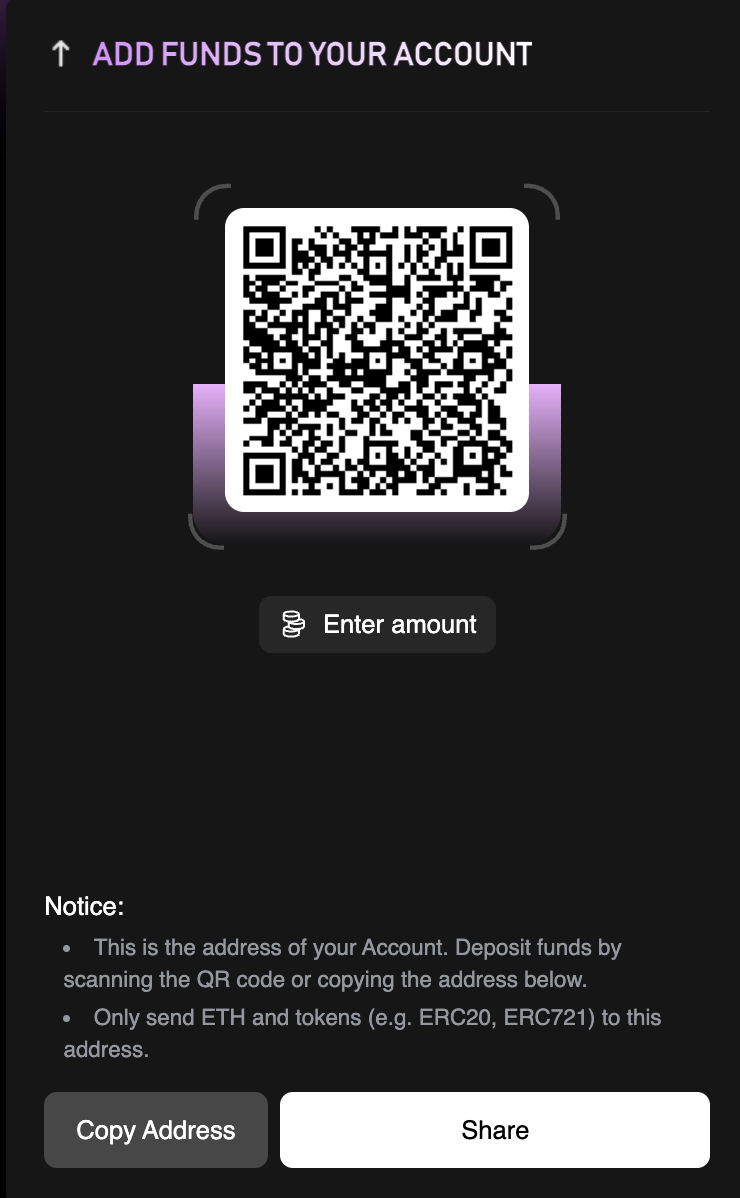 ADD FUNDS TO YOUR ACCOUNT
Enter amount
Notice:
• This is the address of your Account. Deposit funds by
scanning the QR code or copying the address below.
• Only send ETH and tokens (e.g. ERC20, ERC721) to this
address.
Copy Address
Share